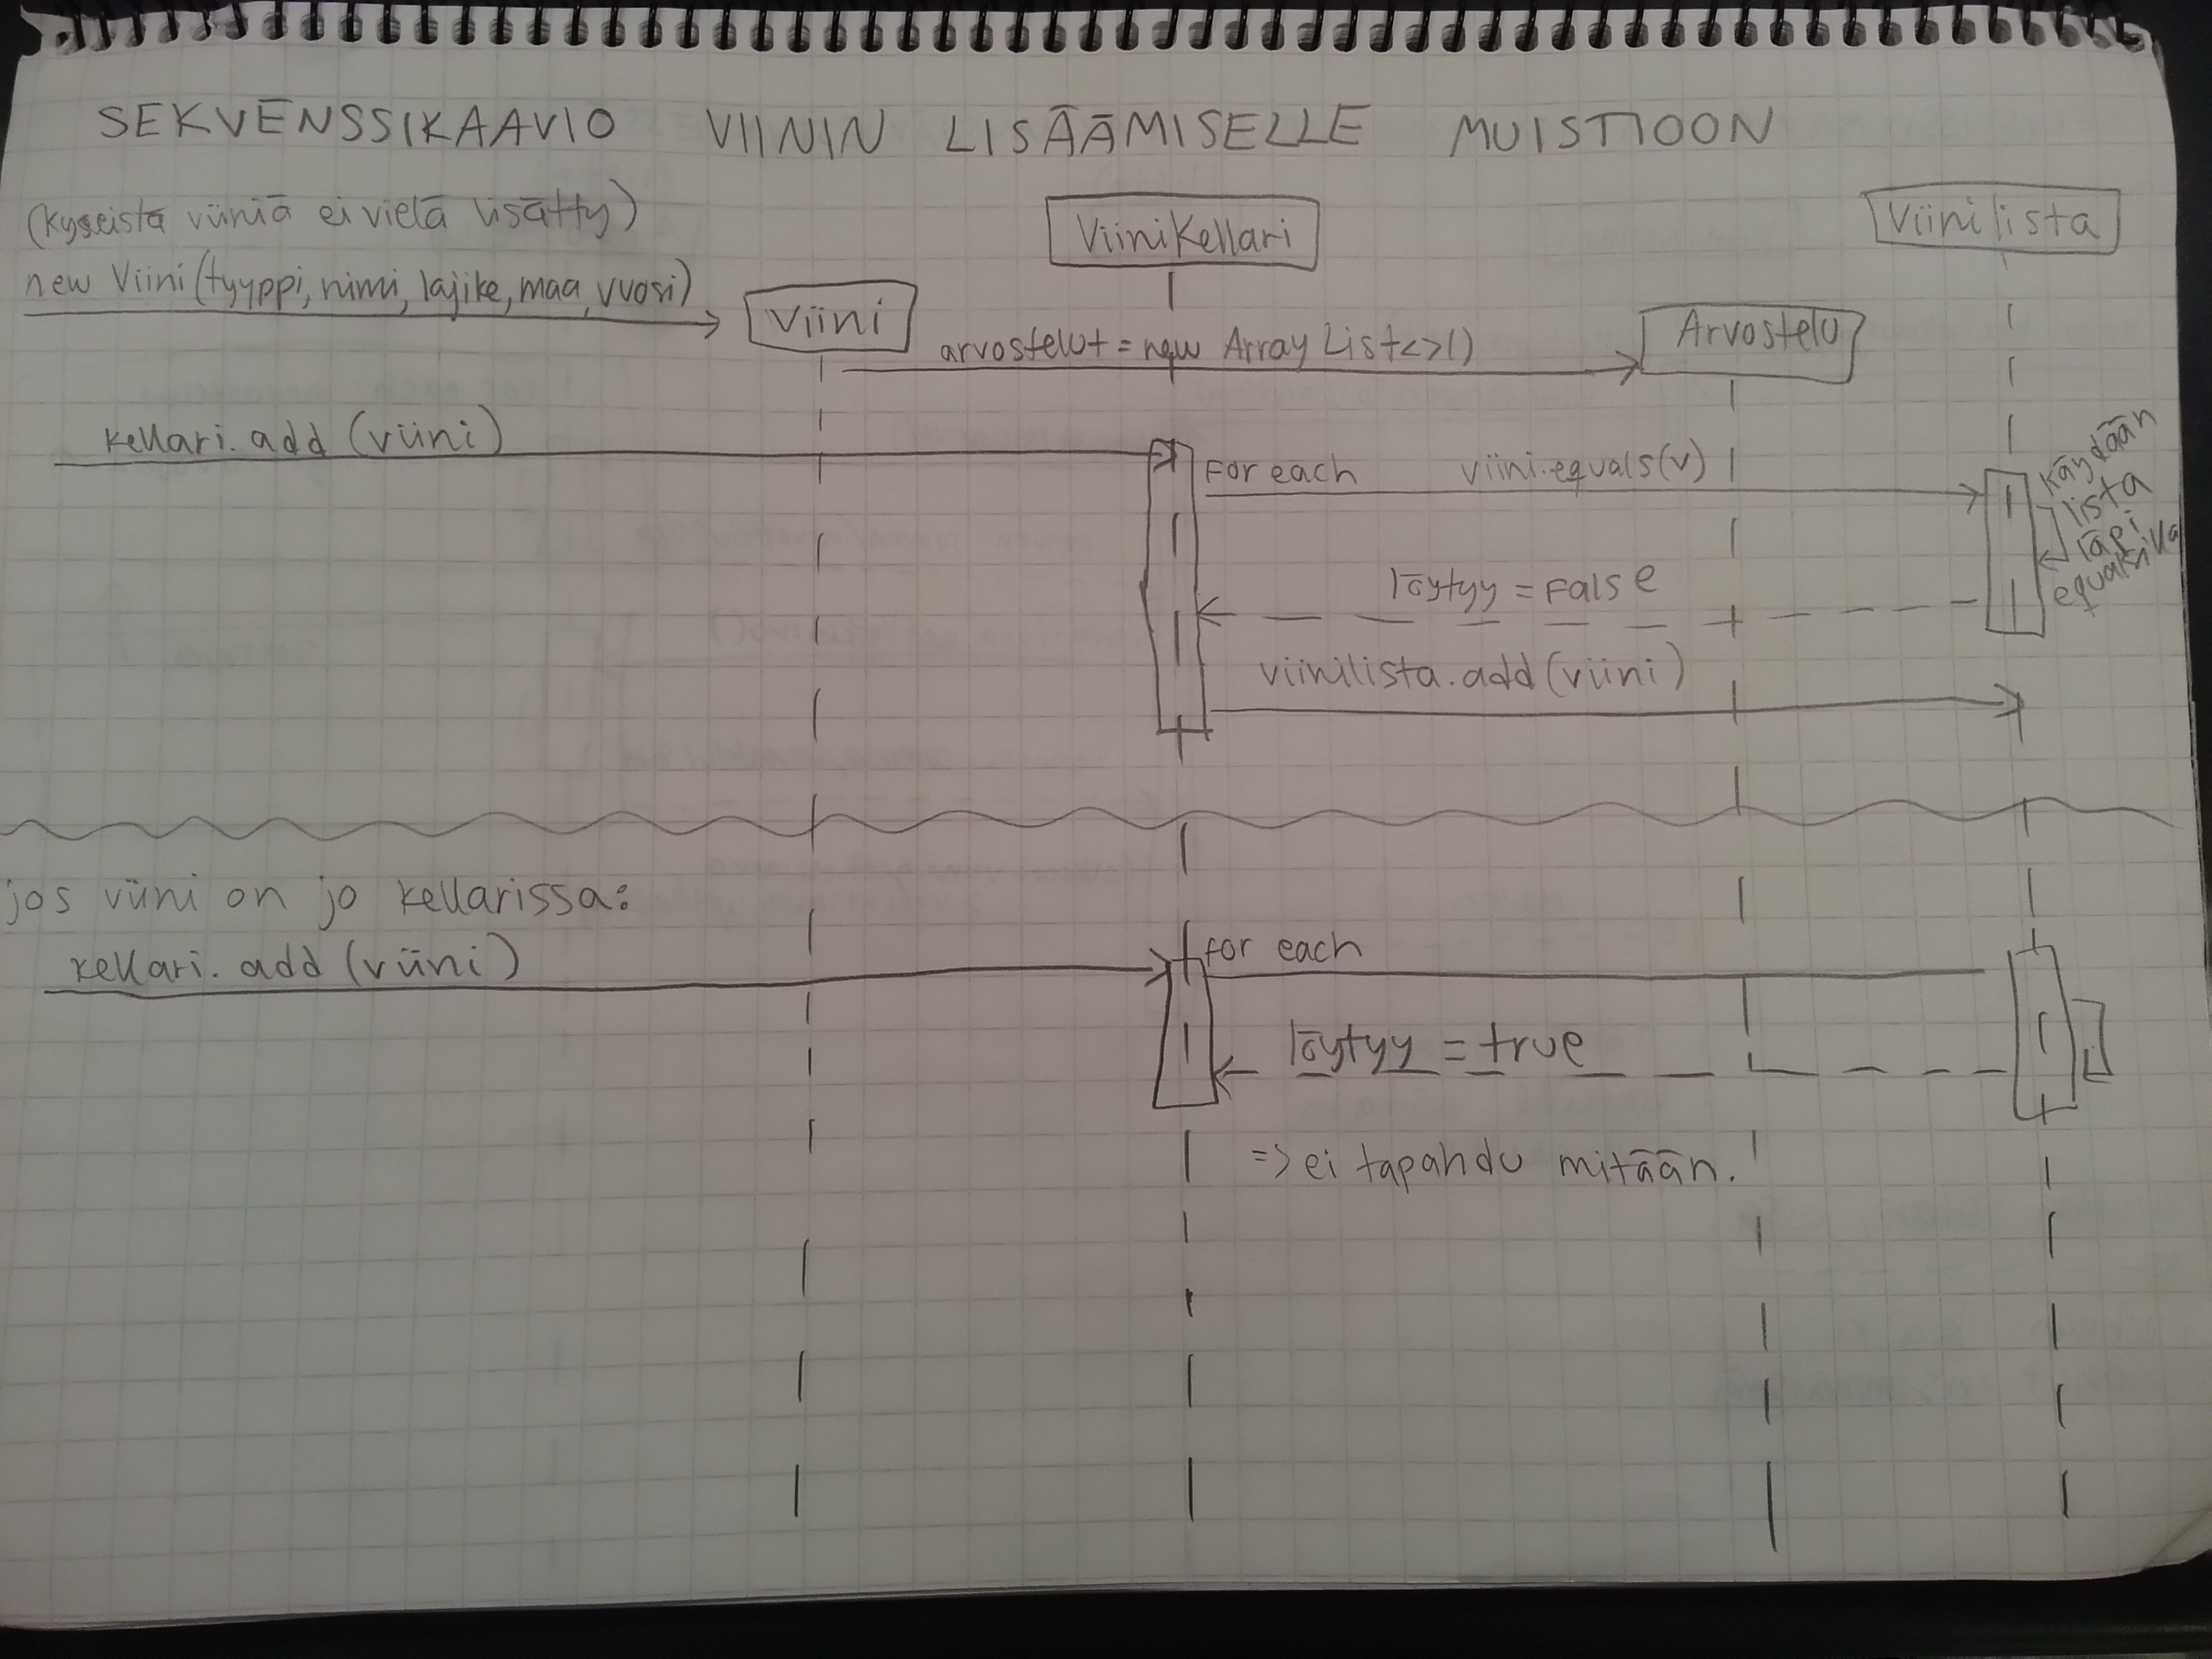 SEKVENSSIKAAVIO VIININ LISÄÄMISELLE MUISTIOON
(kyseistä viiniä ei vielä lisätty)
ViiniKellari
Viinilista
new Viini(tyyppi, nimi, lajike, maa, vuosi)
Viini
arvostelut = new ArrayList<>()
Arvostelu
kellari.add(viini)
For each viini.equals(v)
käydään
lista
läpi
equalsilla
löytyy = False
viinilista.add(viini)
jos viini on jo kellarissa:
kellari.add(viini)
for each
löytyy = true
=> ei tapahdu mitään.